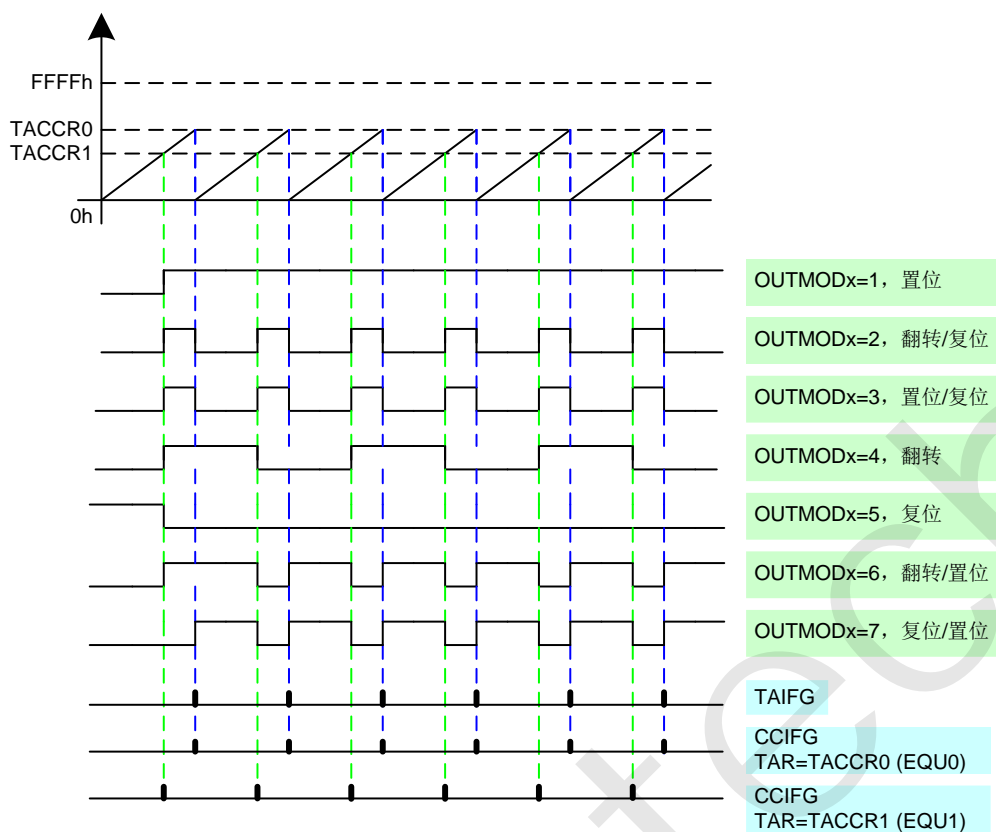 FFFFh
TACCR0
TACCR1
0h
OUTMODx=1，置位
OUTMODx=2，翻转/复位
OUTMODx=3，置位/复位
OUTMODx=4，翻转
OUTMODx=5，复位
OUTMODx=6，翻转/置位
OUTMODx=7，复位/置位
TAIFG
CCIFG
TAR=TACCR0 (EQU0)
CCIFG
TAR=TACCR1 (EQU1)
tech